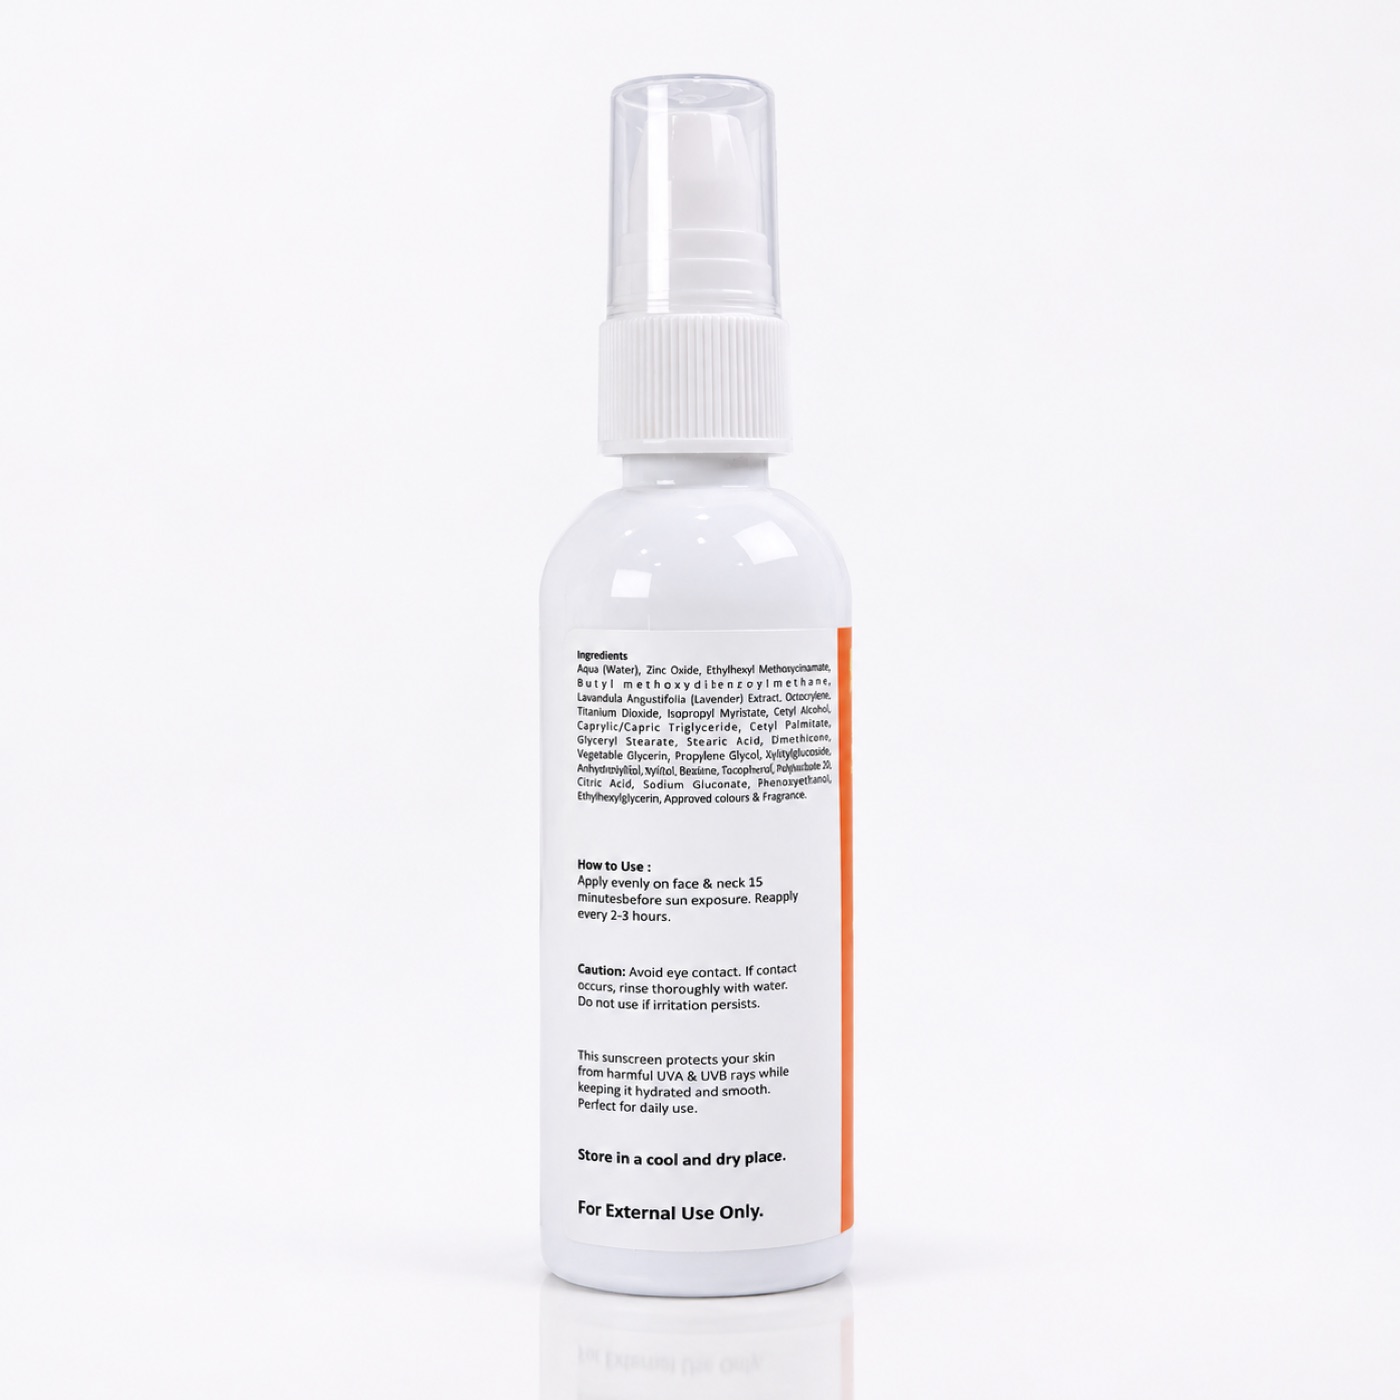 Ingredients
Aqua (Water), Zinc Oxide, Ethylhexyl Methoxycinamate,
Butyl methoxydibenzoylmethane,
Lavandula Angustifolia (Lavender) Extract, Octocrylene,
Titanium Dioxide, Isopropyl Myristate, Cetyl Alcohol,
Caprylic/Capric Triglyceride, Cetyl Palmitate,
Glyceryl Stearate, Stearic Acid, Dmethicone,
Vegetable Glycerin, Propylene Glycol, Xylitylglucoside,
Tocopherol, Polysorbate 20,
Citric Acid, Sodium Gluconate, Phenoxyethanol,
Ethylhexylglycerin, Approved colours & Fragrance.
How to Use :
Apply evenly on face & neck 15
minutesbefore sun exposure. Reapply
every 2-3 hours.
Caution: Avoid eye contact. If contact
occurs, rinse thoroughly with water.
Do not use if irritation persists.
This sunscreen protects your skin
from harmful UVA & UVB rays while
keeping it hydrated and smooth.
Perfect for daily use.
Store in a cool and dry place.
For External Use Only.